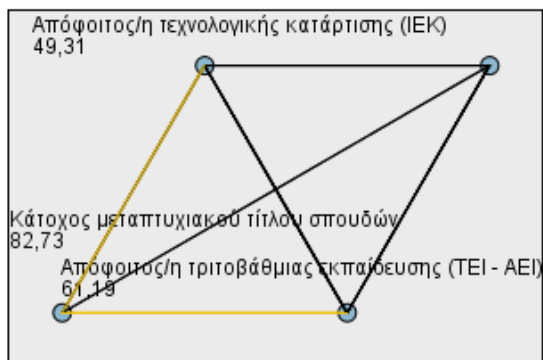 Απόφοιτος/η τεχνολογικής κατάρτισης (ΙΕΚ)
49,31
Κάτοχος μεταπτυχιακού τίτλου σπουδών
82,73
Απόφοιτος/η τριτοβάθμιας εκπαίδευσης (ΤΕΙ - ΑΕΙ)
61,19